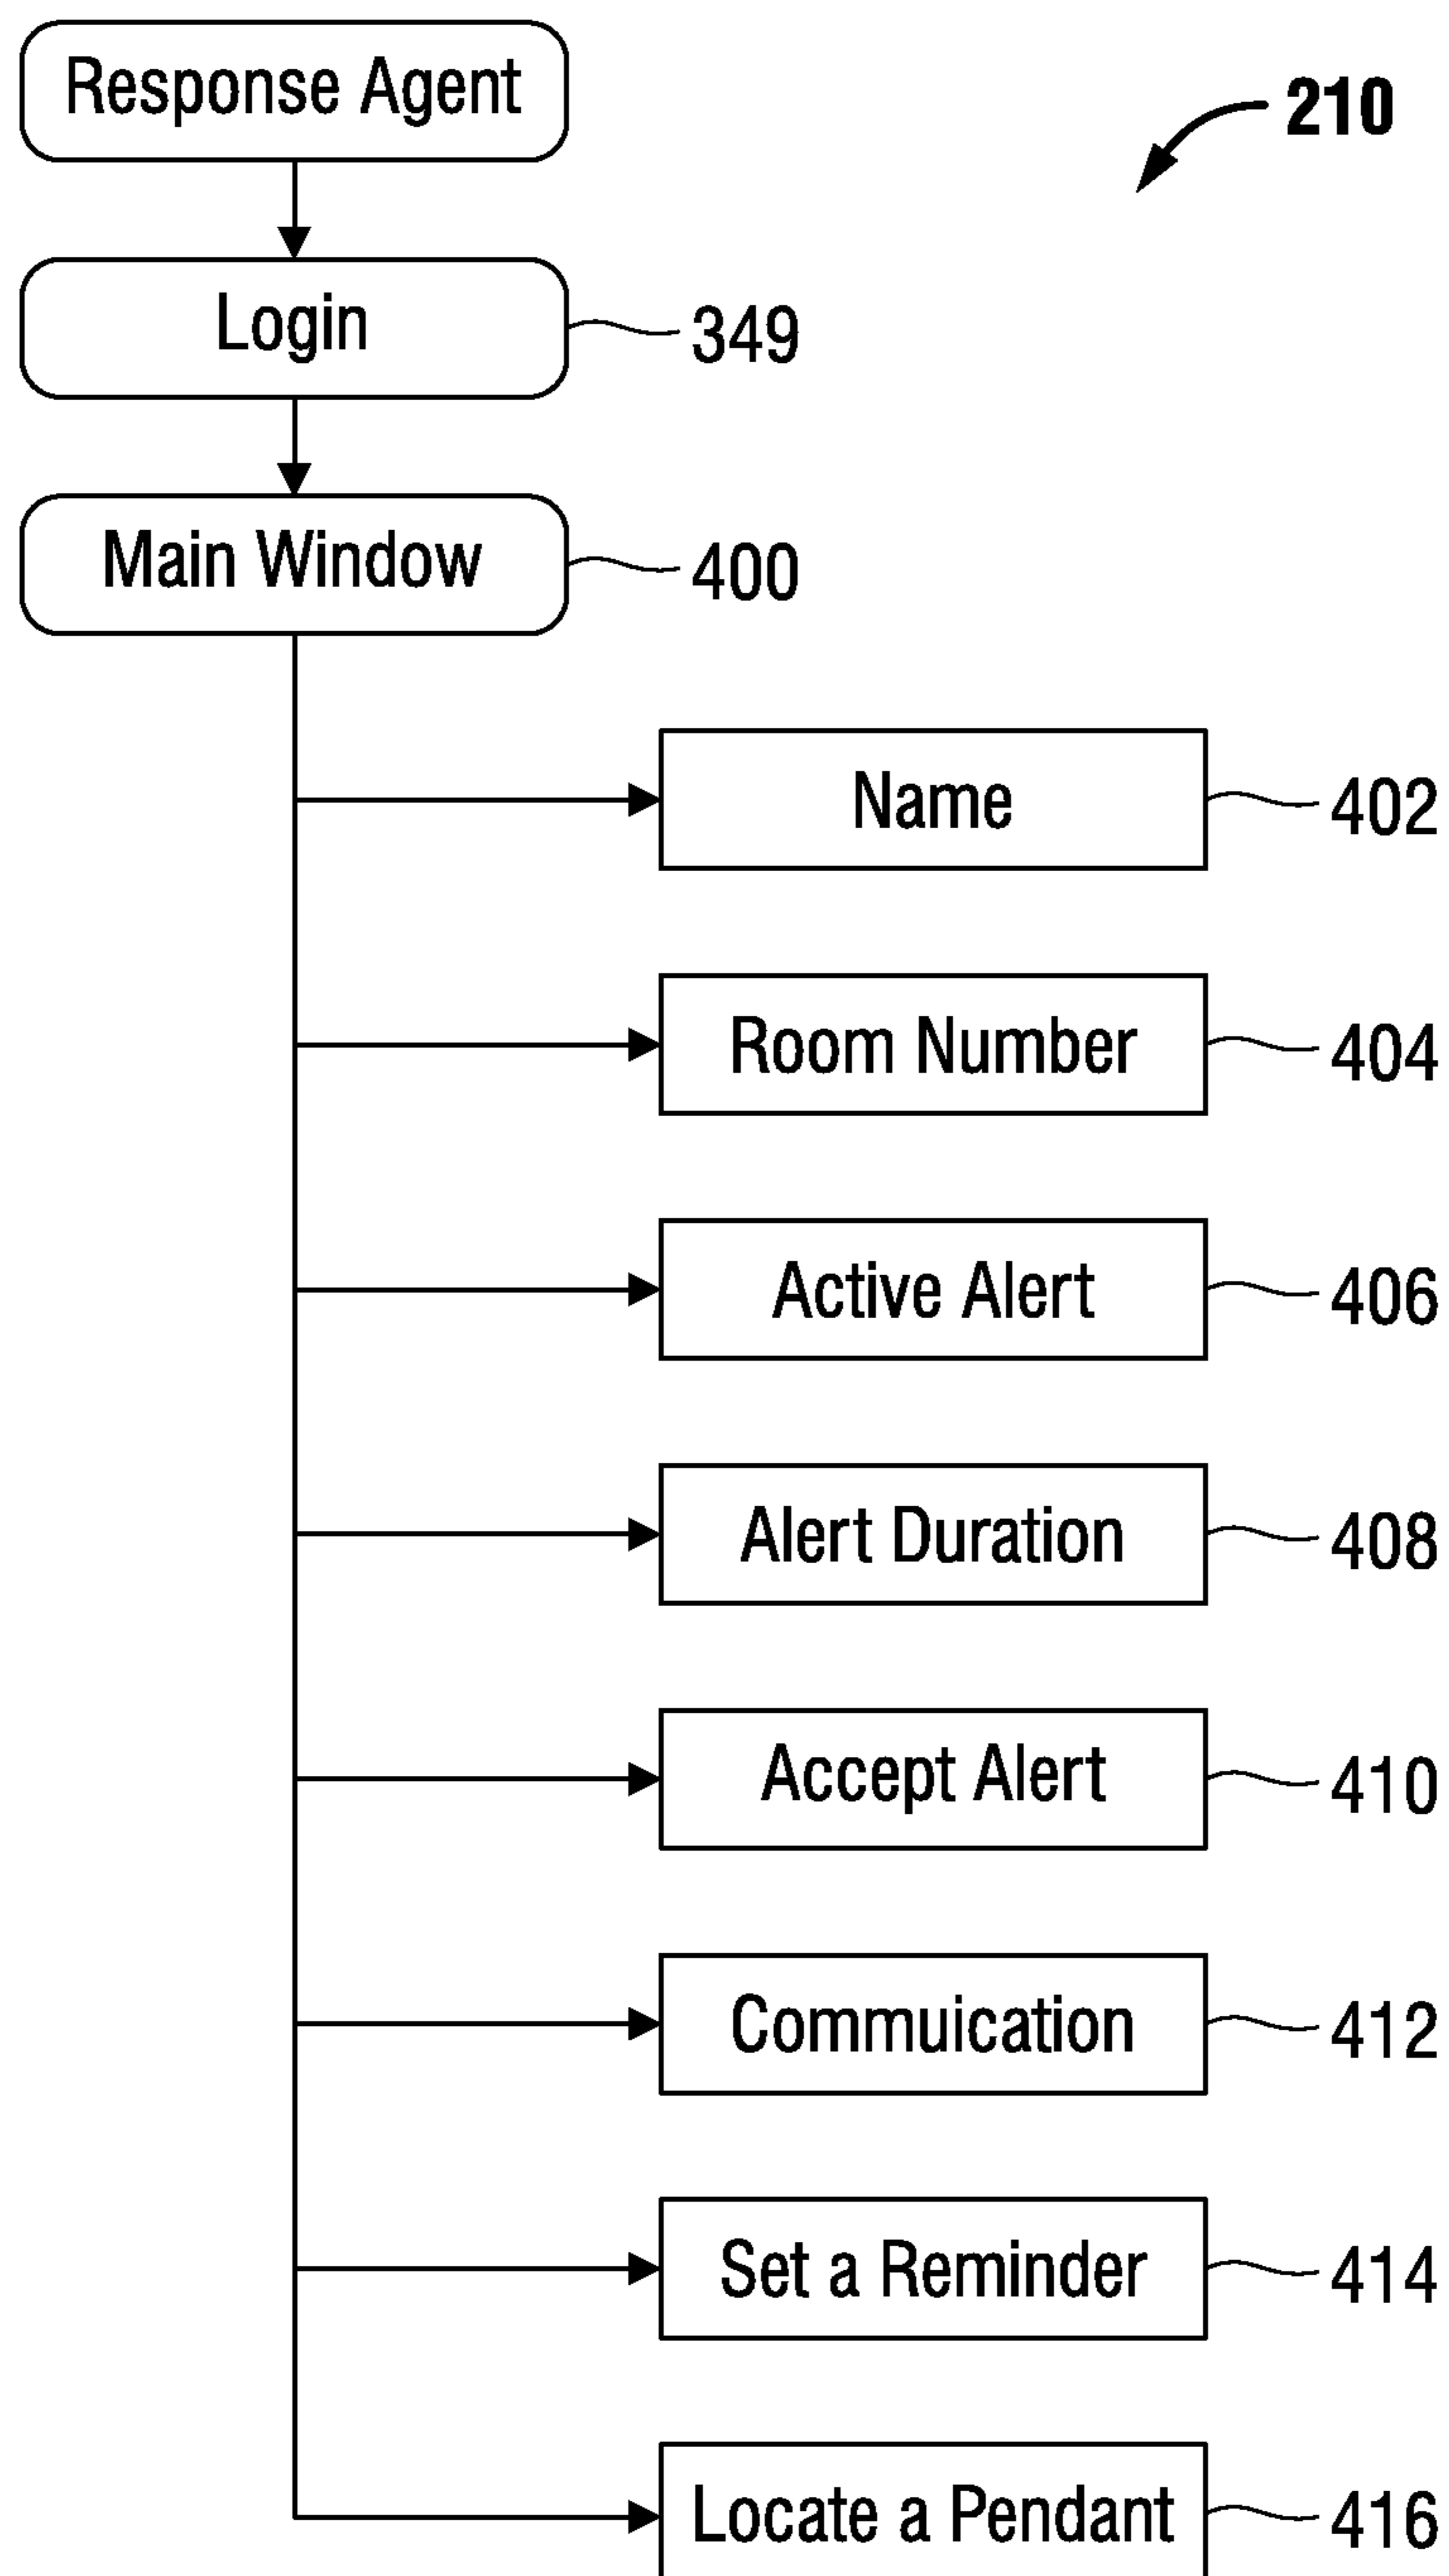 Response Agent
210
Login
349
Main Window
400
Name
402
Room Number
404
Active Alert
406
Alert Duration
408
Accept Alert
410
Commuication
412
Set a Reminder
414
Locate a Pendant
416